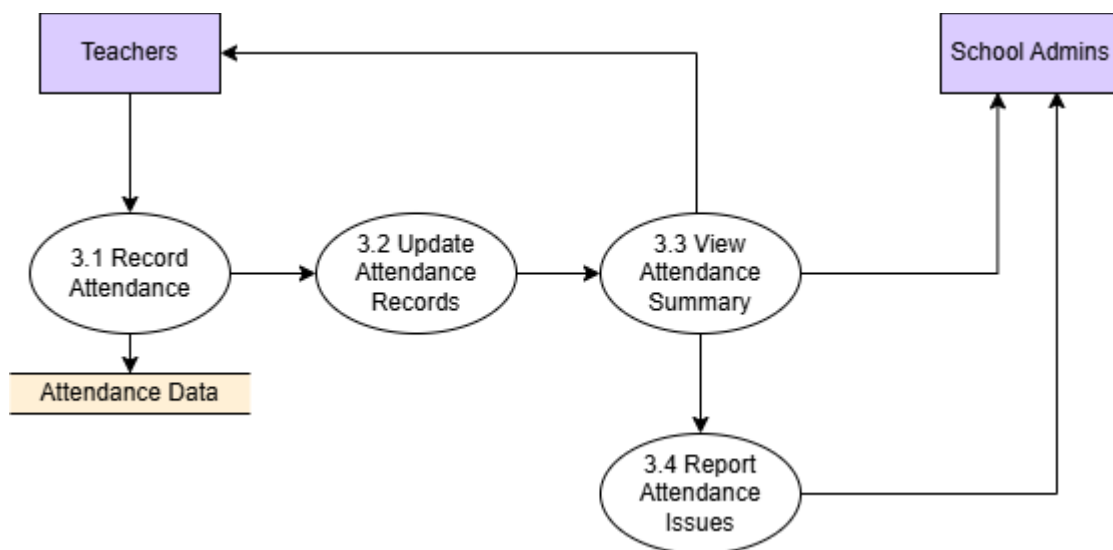 Teachers
School Admins
3.1 Record
Attendance
3.2 Update
Attendance
Records
3.3 View
Attendance
Summary
Attendance Data
3.4 Report
Attendance
Issues